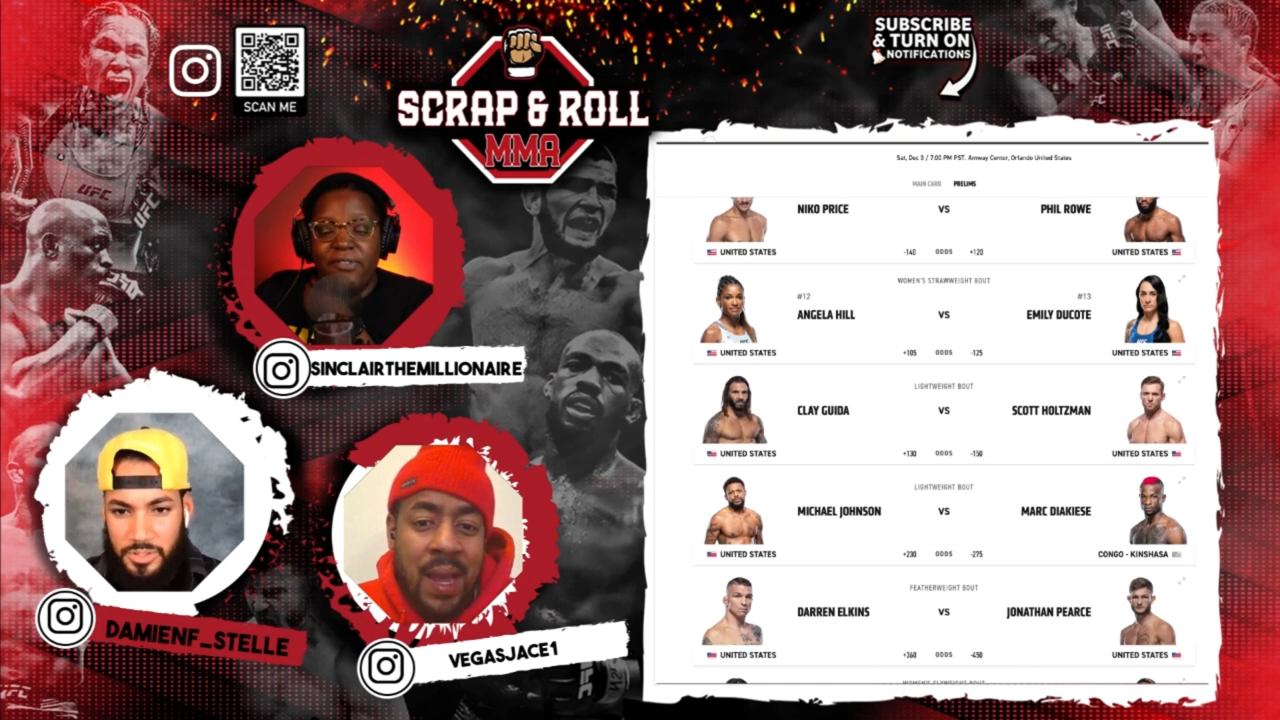 SCAN ME
SCRAP & ROLL
MMA
SUBSCRIBE
& TURN ON
NOTIFICATIONS
SINCLAIRTHEMILLIONAIRE
DAMIENF_STELLE
VEGASJACE1
Sat, Dec 3 / 7:00 PM PST. Amway Center, Orlando United States
MAIN CARD PRELIMS
NIKO PRICE VS PHIL ROWE
UNITED STATES -140 ODDS +120 UNITED STATES
WOMEN'S STRAWWEIGHT BOUT
#12 #13
ANGELA HILL VS EMILY DUCOTE
UNITED STATES +105 ODDS -125 UNITED STATES
LIGHTWEIGHT BOUT
CLAY GUIDA VS SCOTT HOLTZMAN
UNITED STATES +130 ODDS -150 UNITED STATES
LIGHTWEIGHT BOUT
MICHAEL JOHNSON VS MARC DIAKIESE
UNITED STATES +230 ODDS -275 CONGO - KINSHASA
FEATHERWEIGHT BOUT
DARREN ELKINS VS JONATHAN PEARCE
UNITED STATES +360 ODDS -450 UNITED STATES
UFC
UFC
UFC